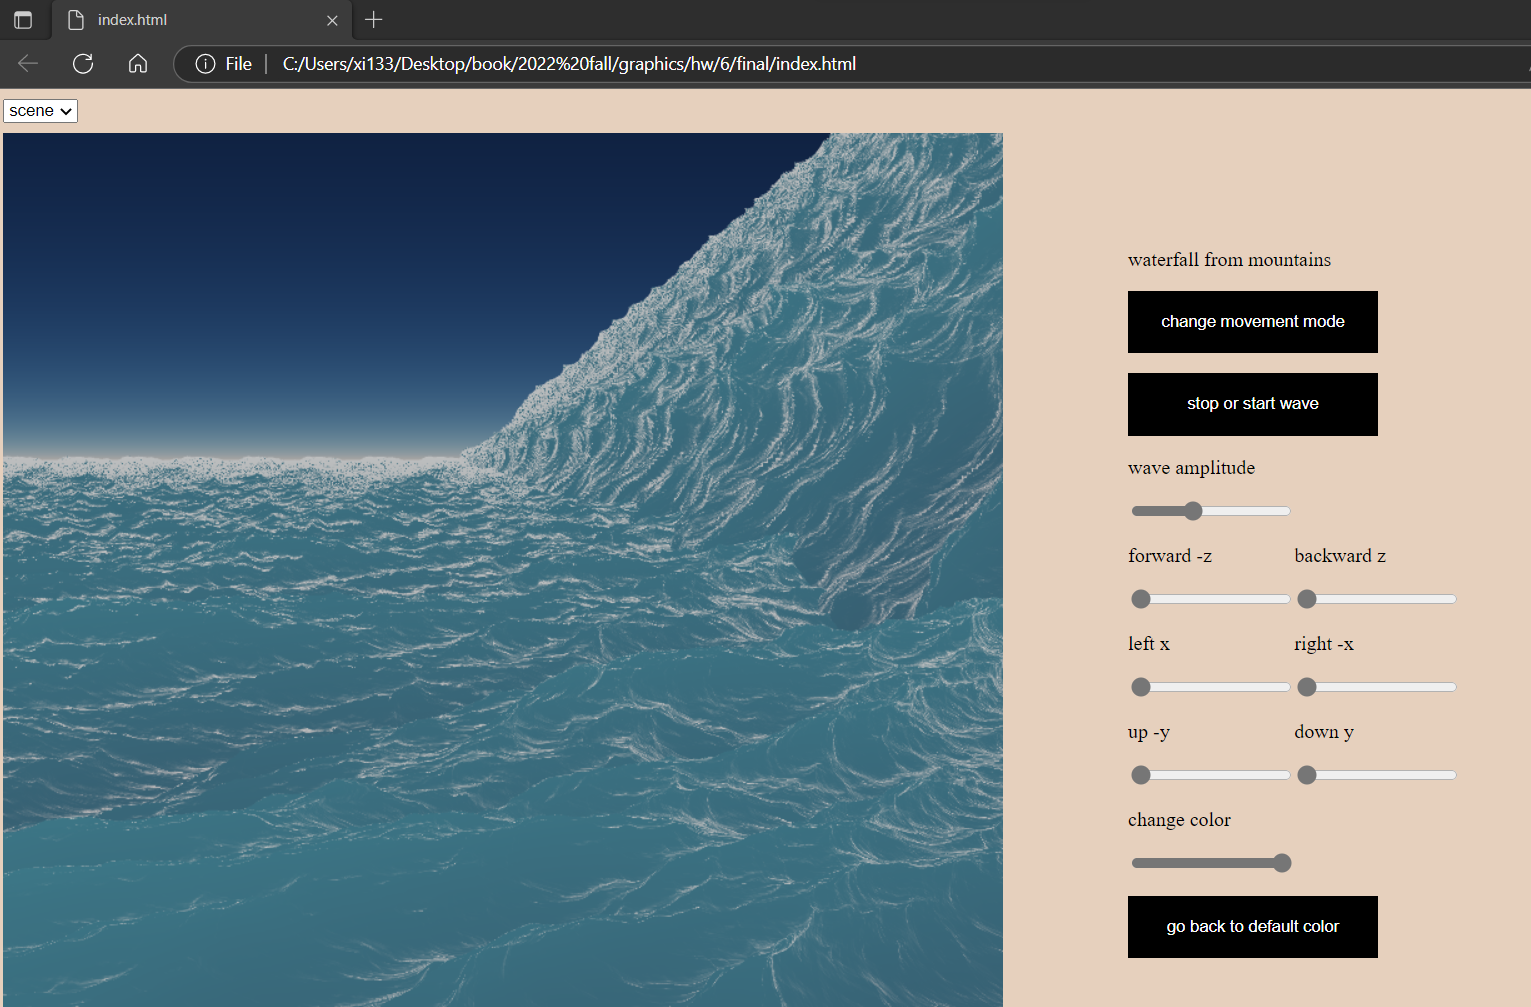 index.html
File
C:/Users/xi133/Desktop/book/2022%20fall/graphics/hw/6/final/index.html
scene
waterfall from mountains
change movement mode
stop or start wave
wave amplitude
forward -z backward z
left x right -x
up -y down y
change color
go back to default color